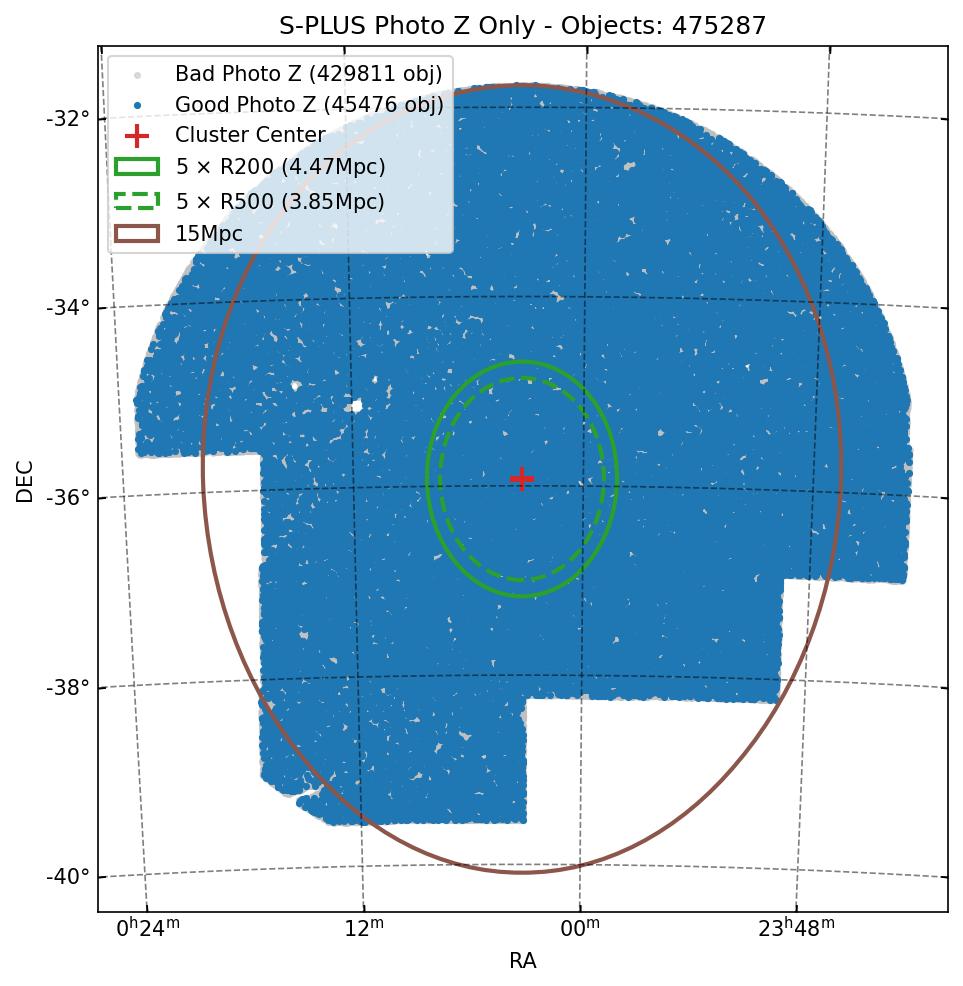 S-PLUS Photo Z Only - Objects: 475287
Bad Photo Z (429811 obj)
Good Photo Z (45476 obj)
Cluster Center
5 × R200 (4.47Mpc)
5 × R500 (3.85Mpc)
15Mpc
-32°
-34°
-36°
-38°
-40°
DEC
0h24m
12m
00m
23h48m
RA